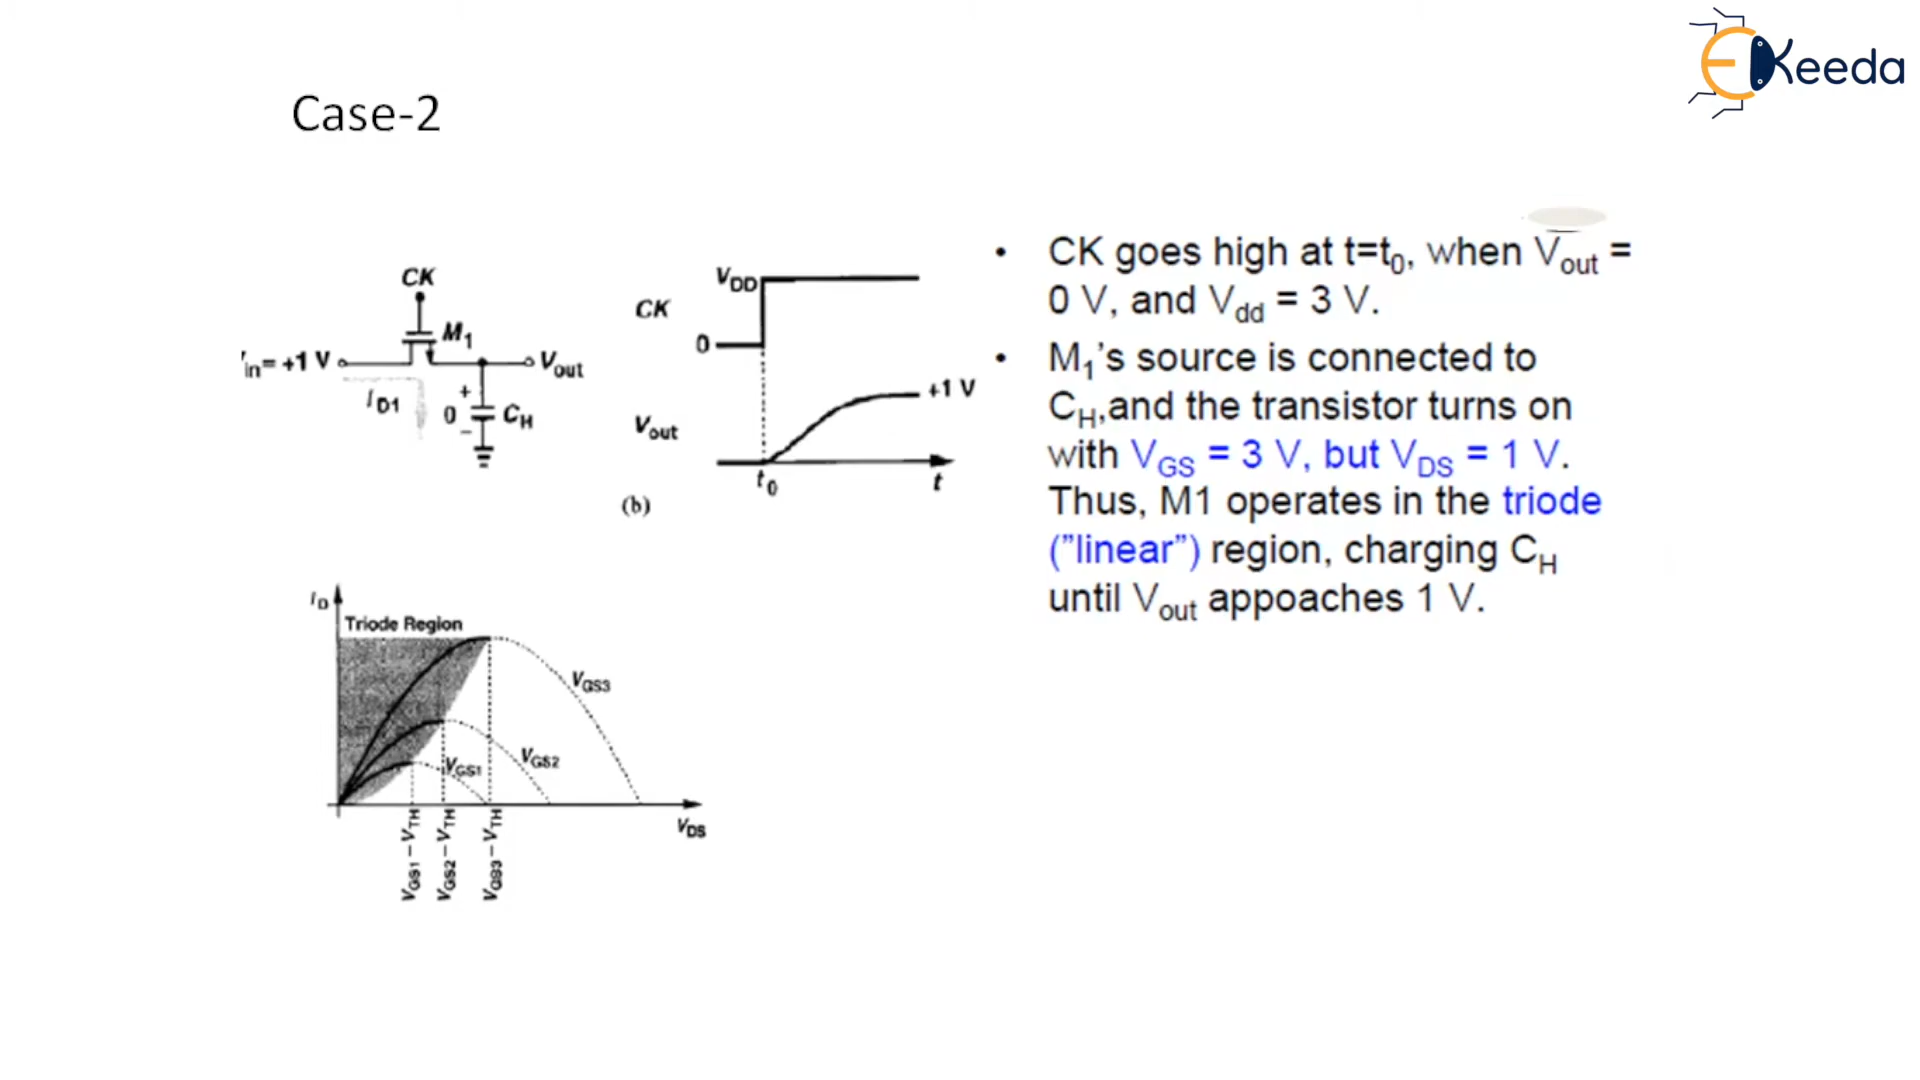 EKeeda
Case-2
CK
M1
in= +1 V
Vout
ID1
+
0
CH
−
VDD
CK
0
+1 V
Vout
t0
t
(b)
• CK goes high at t=t0, when Vout =
0 V, and Vdd = 3 V.
• M1's source is connected to
CH,and the transistor turns on
with VGS = 3 V, but VDS = 1 V.
Thus, M1 operates in the triode
("linear") region, charging CH
until Vout appoaches 1 V.
ID
Triode Region
VGS3
VGS2
VGS1
VDS
VGS1−VTH
VGS2−VTH
VGS3−VTH